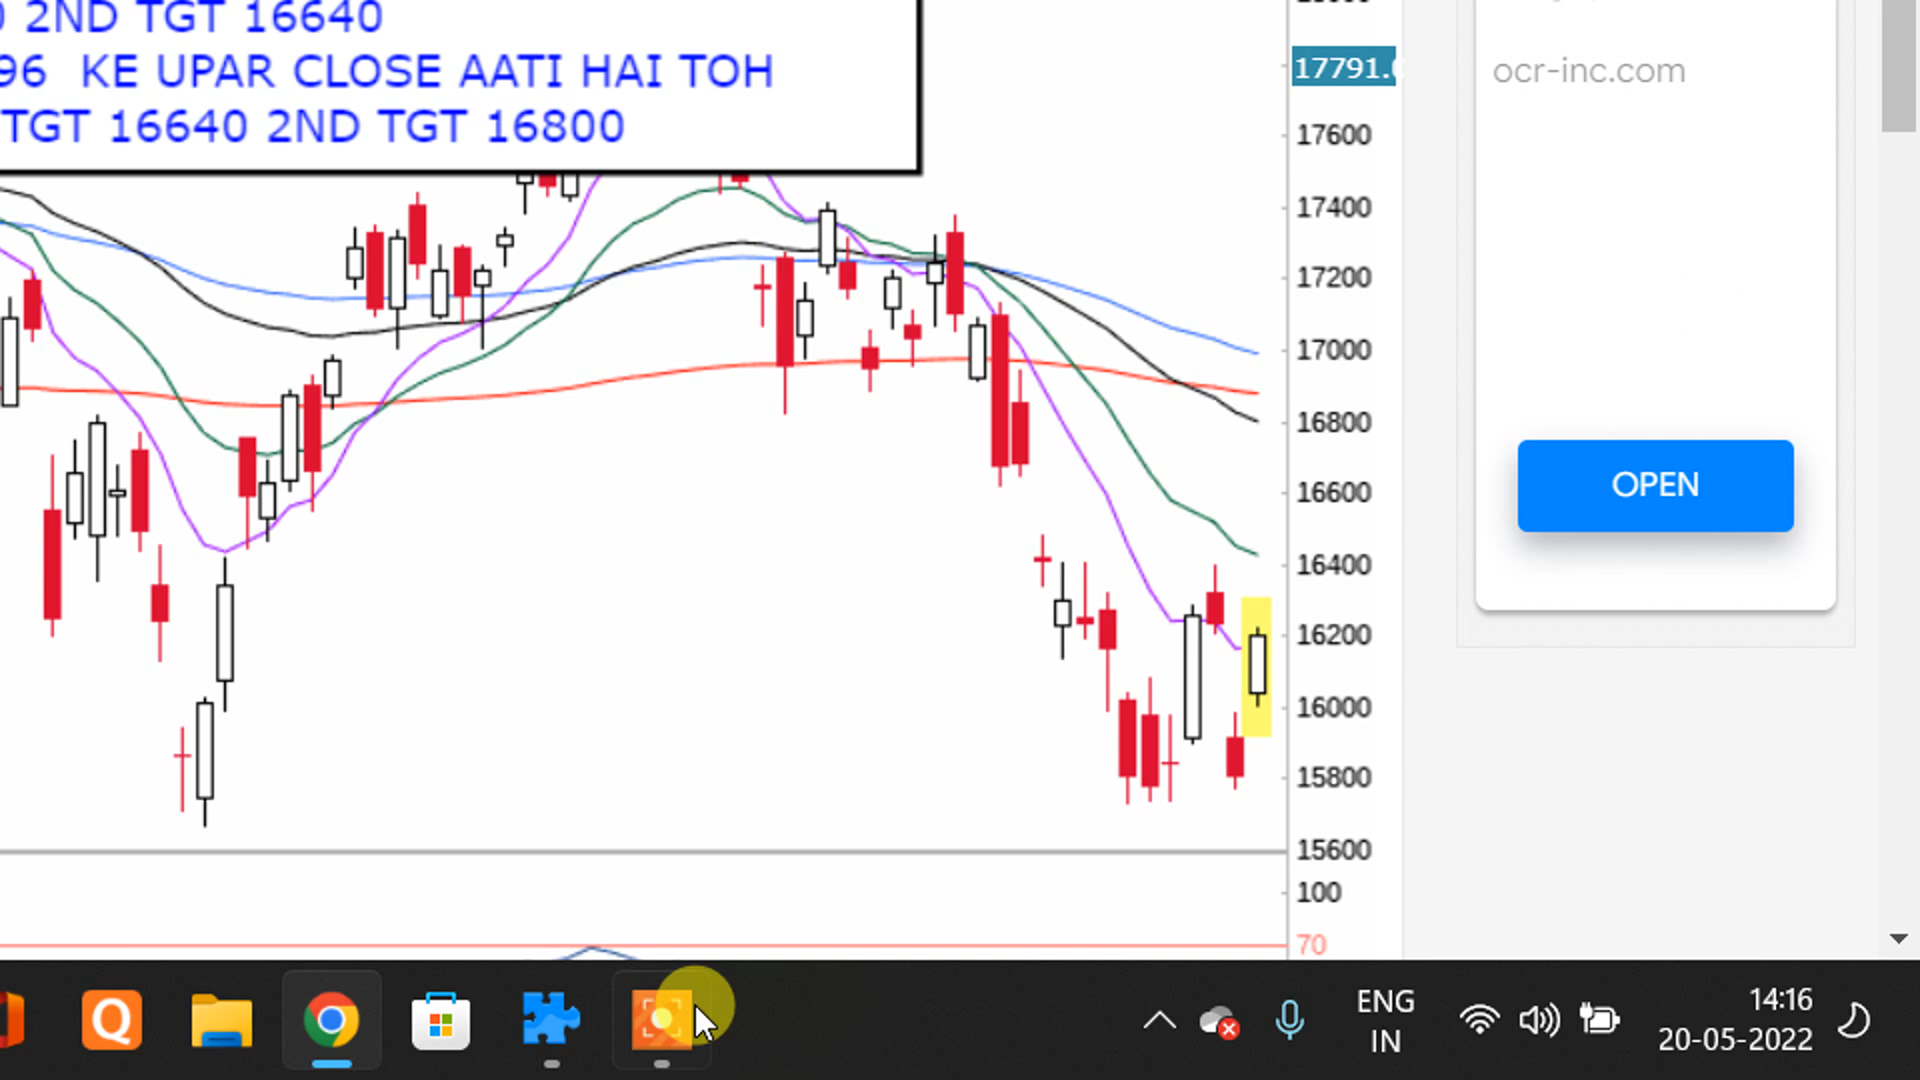 2ND TGT 16640
96 KE UPAR CLOSE AATI HAI TOH
TGT 16640 2ND TGT 16800
17791.
17600
17400
17200
17000
16800
16600
16400
16200
16000
15800
15600
100
70
ocr-inc.com
OPEN
Q
ENG
IN
14:16
20-05-2022